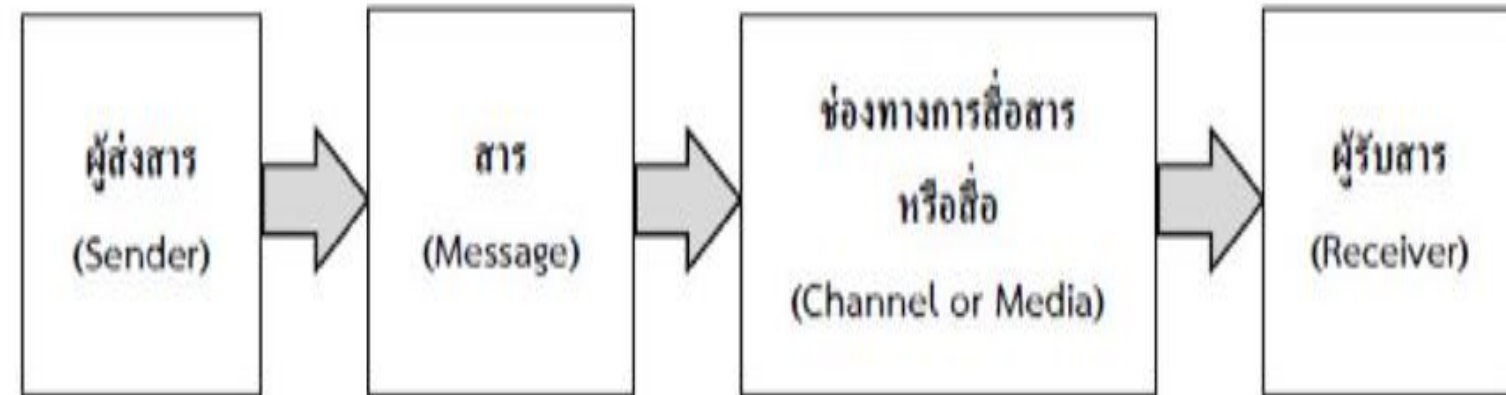 ผู้ส่งสาร
(Sender)
สาร
(Message)
ช่องทางการสื่อสาร
หรือสื่อ
(Channel or Media)
ผู้รับสาร
(Receiver)